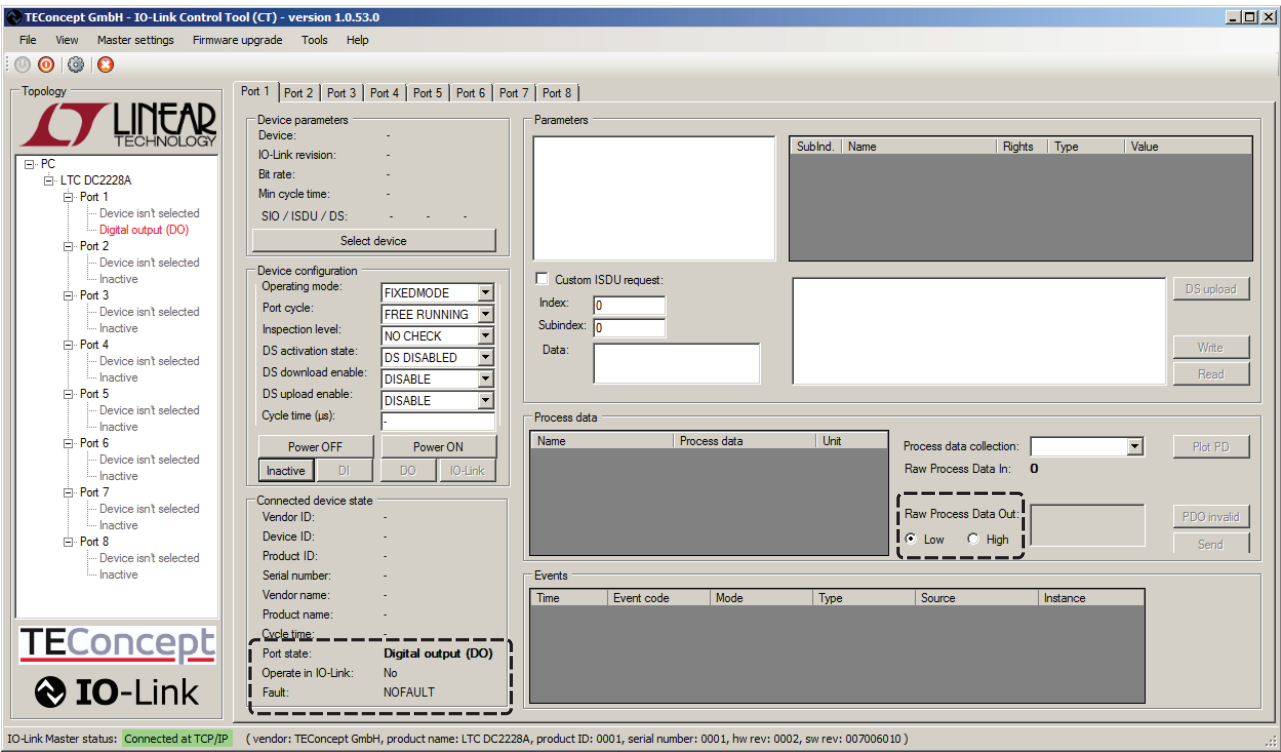 TEConcept GmbH - IO-Link Control Tool (CT) - version 1.0.53.0
File View Master settings Firmware upgrade Tools Help
Topology
LINEAR
TECHNOLOGY
PC
LTC DC2228A
Port 1
Device isn't selected
Digital output (DO)
Port 2
Device isn't selected
Inactive
Port 3
Device isn't selected
Inactive
Port 4
Device isn't selected
Inactive
Port 5
Device isn't selected
Inactive
Port 6
Device isn't selected
Inactive
Port 7
Device isn't selected
Inactive
Port 8
Device isn't selected
Inactive
TEConcept
IO-Link
Port 1 Port 2 Port 3 Port 4 Port 5 Port 6 Port 7 Port 8
Device parameters
Device: -
IO-Link revision: -
Bit rate: -
Min cycle time: -
SIO / ISDU / DS: - - -
Select device
Device configuration
Operating mode: FIXEDMODE
Port cycle: FREE RUNNING
Inspection level: NO CHECK
DS activation state: DS DISABLED
DS download enable: DISABLE
DS upload enable: DISABLE
Cycle time (µs): -
Power OFF Power ON
Inactive DI DO IO-Link
Connected device state
Vendor ID: -
Device ID: -
Product ID: -
Serial number: -
Vendor name: -
Product name: -
Cycle time: -
Port state: Digital output (DO)
Operate in IO-Link: No
Fault: NOFAULT
Parameters
SubInd. Name Rights Type Value
Custom ISDU request:
Index: 0
Subindex: 0
Data:
DS upload
Write
Read
Process data
Name Process data Unit
Process data collection:
Plot PD
Raw Process Data In: 0
Raw Process Data Out:
Low High
PDO invalid
Send
Events
Time Event code Mode Type Source Instance
IO-Link Master status: Connected at TCP/IP ( vendor: TEConcept GmbH, product name: LTC DC2228A, product ID: 0001, serial number: 0001, hw rev: 0002, sw rev: 007006010 )